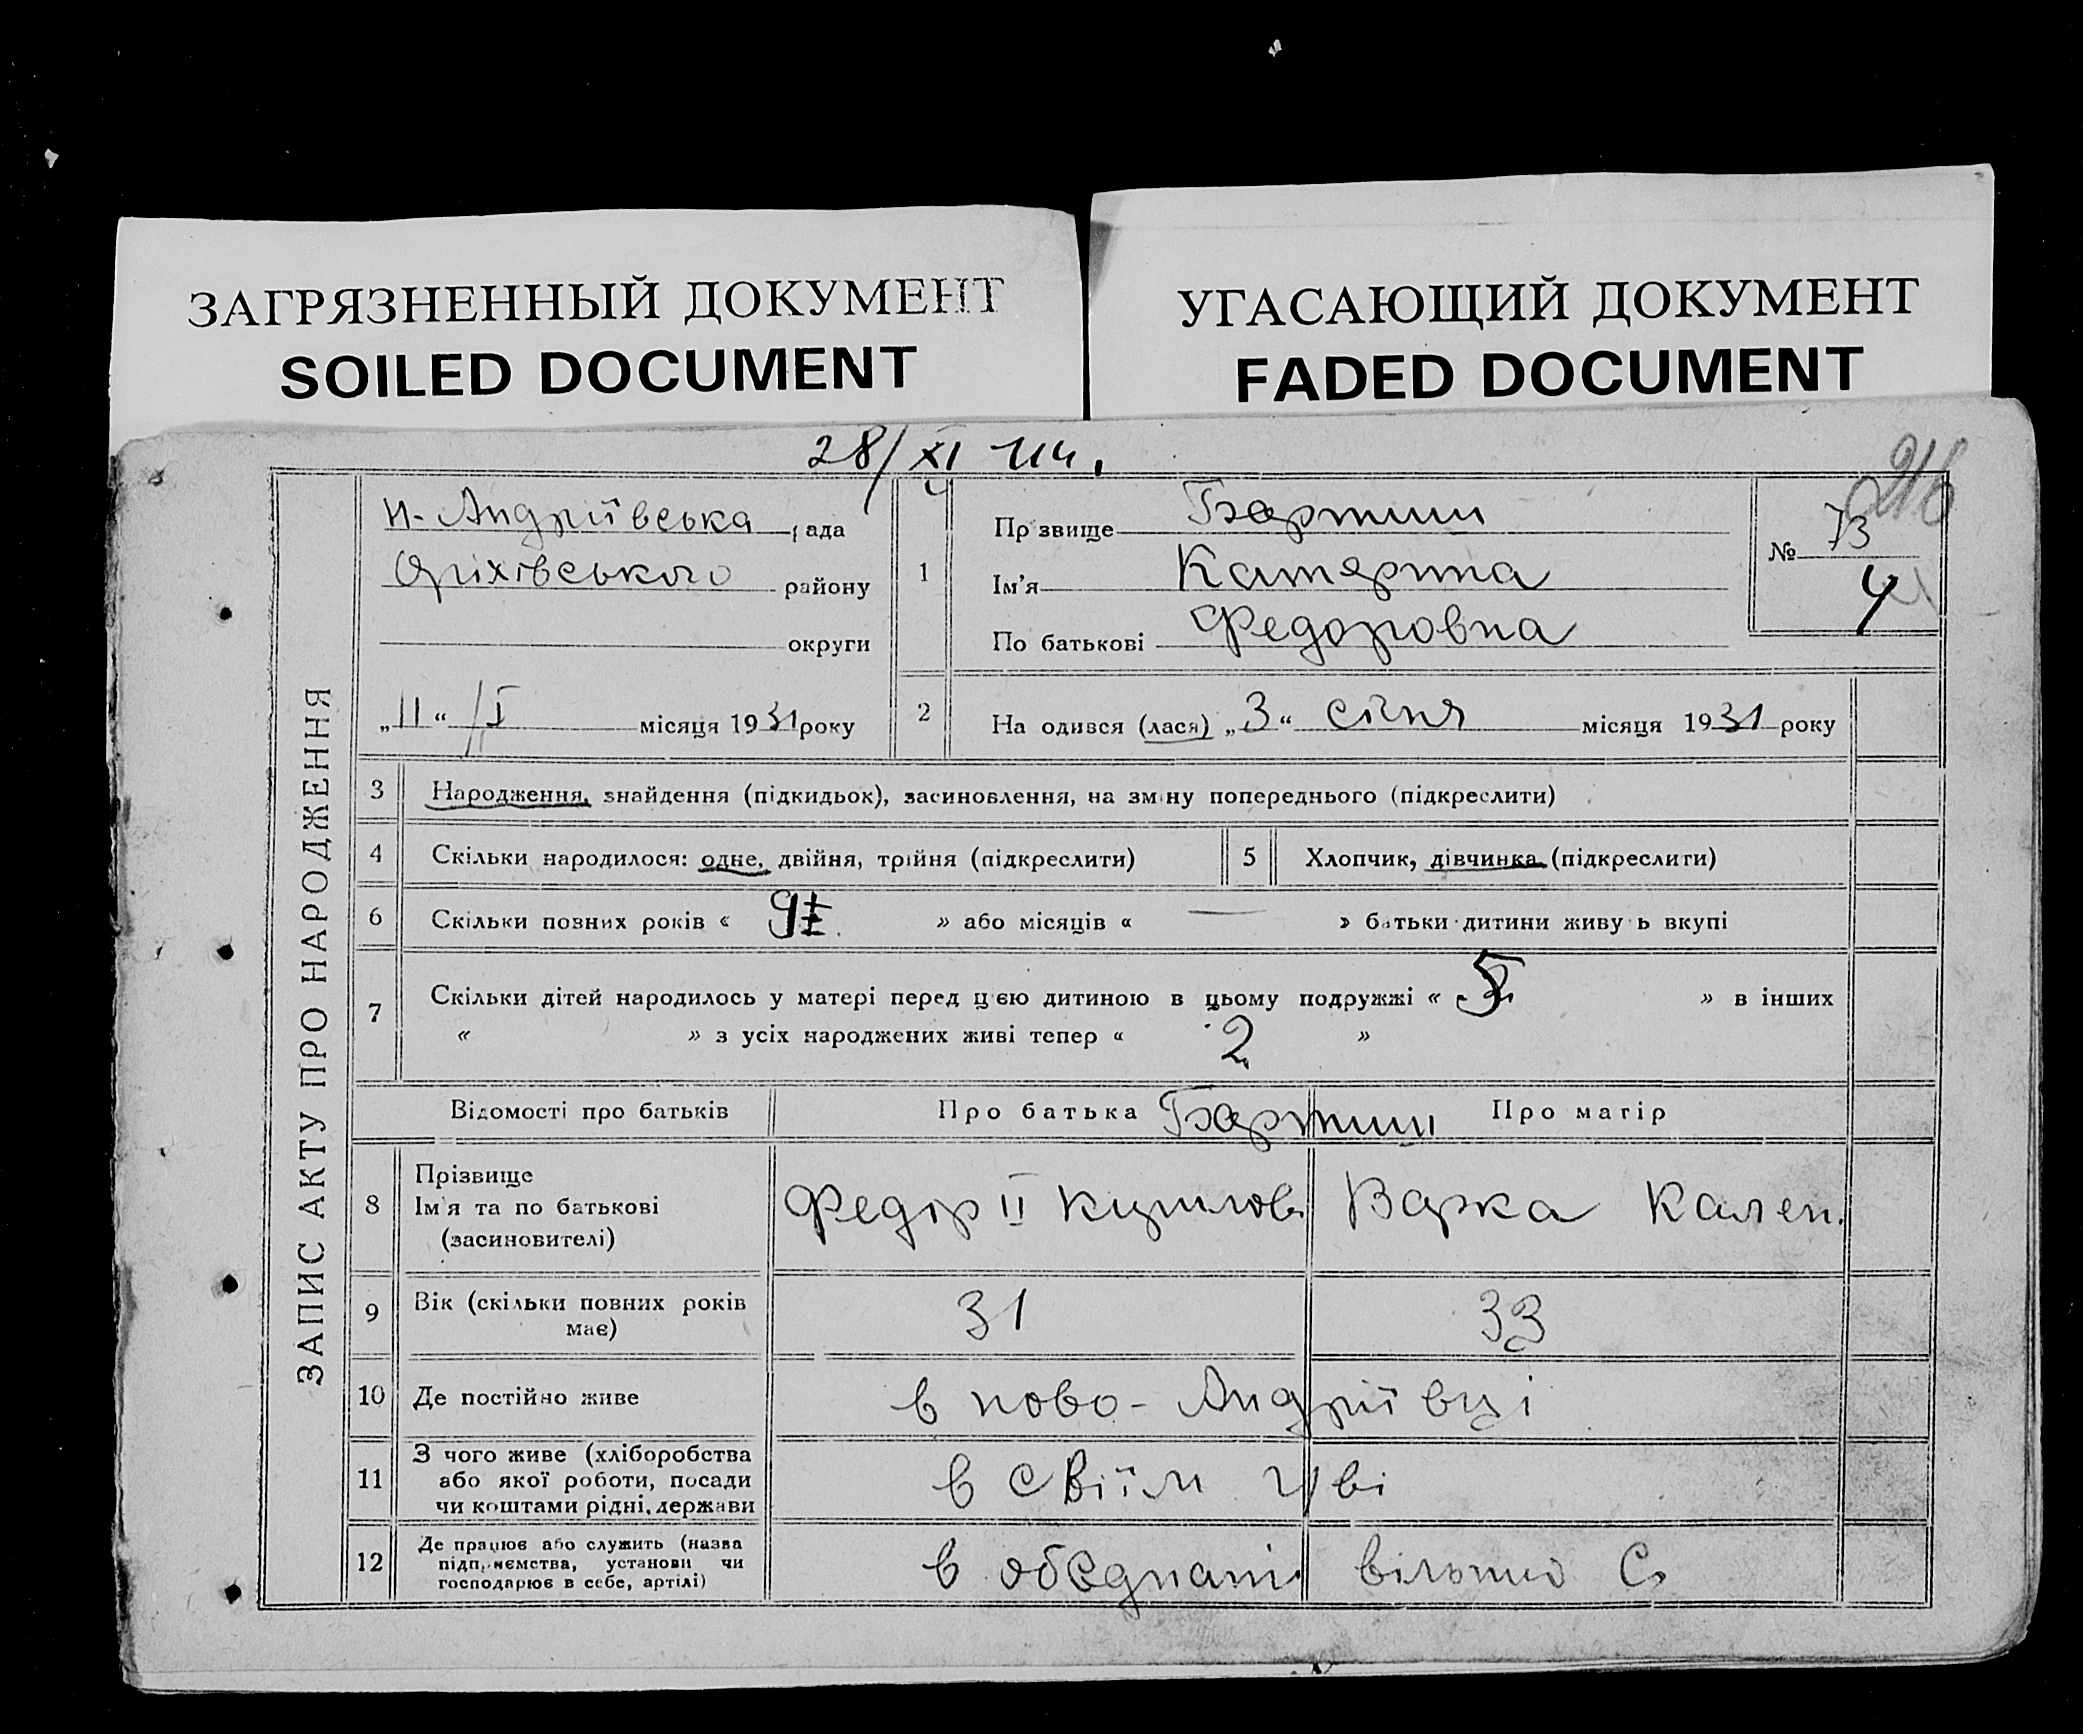 ЗАГРЯЗНЕННЫЙ ДОКУМЕНТ
SOILED DOCUMENT
УГАСАЮЩИЙ ДОКУМЕНТ
FADED DOCUMENT
28/XI
216
ЗАПИС АКТУ ПРО НАРОДЖЕННЯ
Н-Андріївська рада
Оріхівського району
округи
„11“ I місяця 1931 року
1
Прізвище Бартиш
Ім'я Катерина
По батькові Федоровна
№ 73
4
2 На одився (лася) „3“ січня місяця 1931 року
3 Народження, знайдення (підкидьок), засиновлення, на зміну попереднього (підкреслити)
4 Скільки народилося: одне, двійня, трійня (підкреслити)
5 Хлопчик, дівчинка (підкреслити)
6 Скільки повних років « » або місяців « — » батьки дитини живуть вкупі
7 Скільки дітей народилось у матері перед цією дитиною в цьому подружжі « 5 » в інших
« » з усіх народжених живі тепер « 2 »
Відомості про батьків Про батька Бартиш Про матір
8 Прізвище
Ім'я та по батькові
(засиновителі)
Федір II Кирилов. Варка Кален.
9 Вік (скільки повних років
має)
31 33
10 Де постійно живе в ново-Андріївці
11 З чого живе (хліборобства
або якої роботи, посади
чи коштами рідні, держави
в свіїм
12 Де працює або служить (назва
підприємства, установи чи
господарює в себе, артілі)
в обєднані